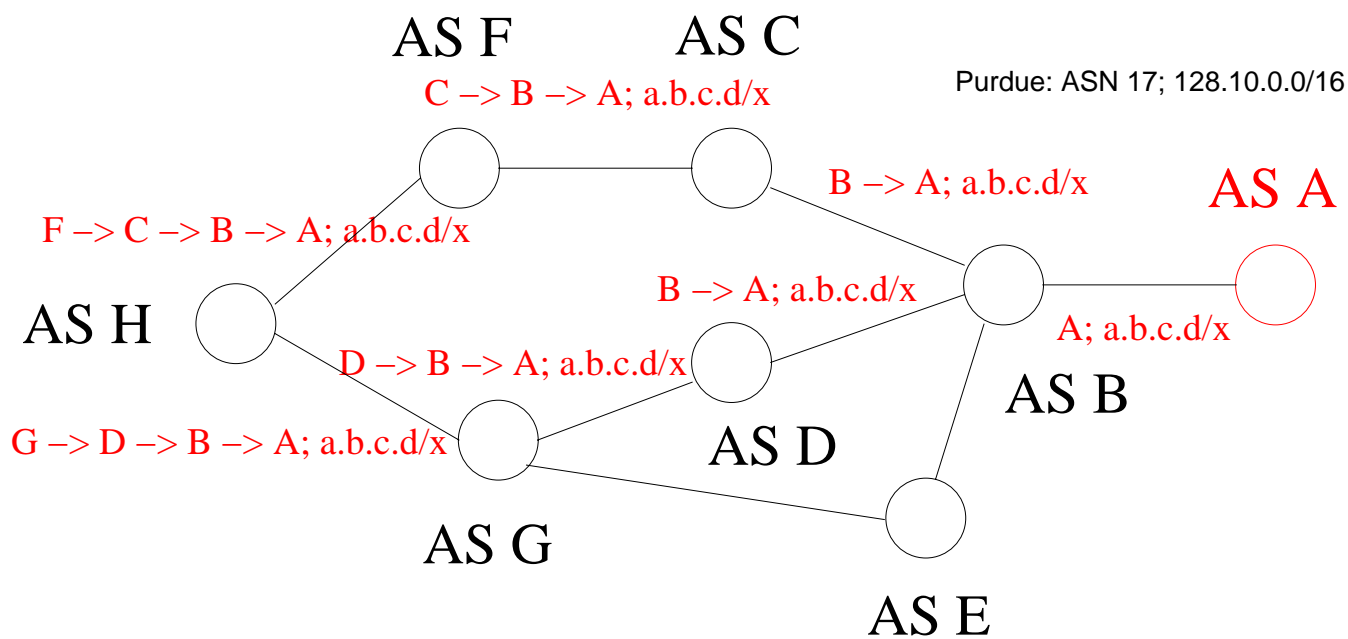 AS F
AS C
Purdue: ASN 17; 128.10.0.0/16
C –> B –> A; a.b.c.d/x
B –> A; a.b.c.d/x
AS A
F –> C –> B –> A; a.b.c.d/x
B –> A; a.b.c.d/x
AS H
A; a.b.c.d/x
D –> B –> A; a.b.c.d/x
AS B
G –> D –> B –> A; a.b.c.d/x
AS D
AS G
AS E